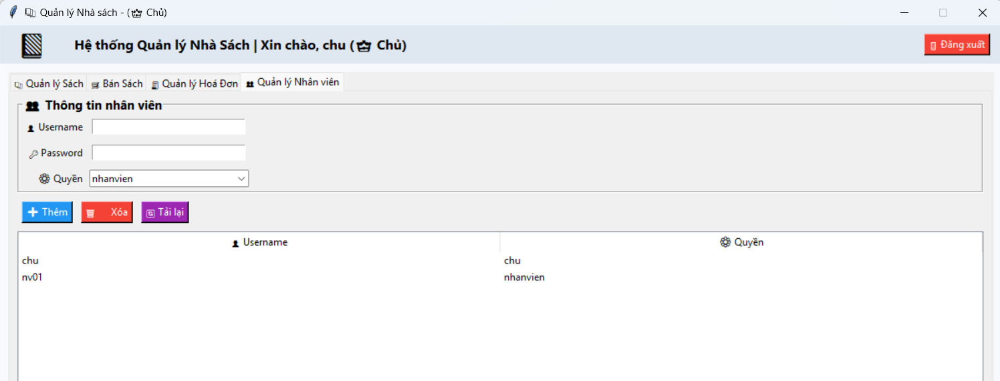 Quản lý Nhà sách - (Chủ)
Hệ thống Quản lý Nhà Sách | Xin chào, chu (Chủ)
Đăng xuất
Quản lý Sách Bán Sách Quản lý Hoá Đơn Quản lý Nhân viên
Thông tin nhân viên
Username
Password
Quyền nhanvien
Thêm Xóa Tải lại
Username Quyền
chu chu
nv01 nhanvien